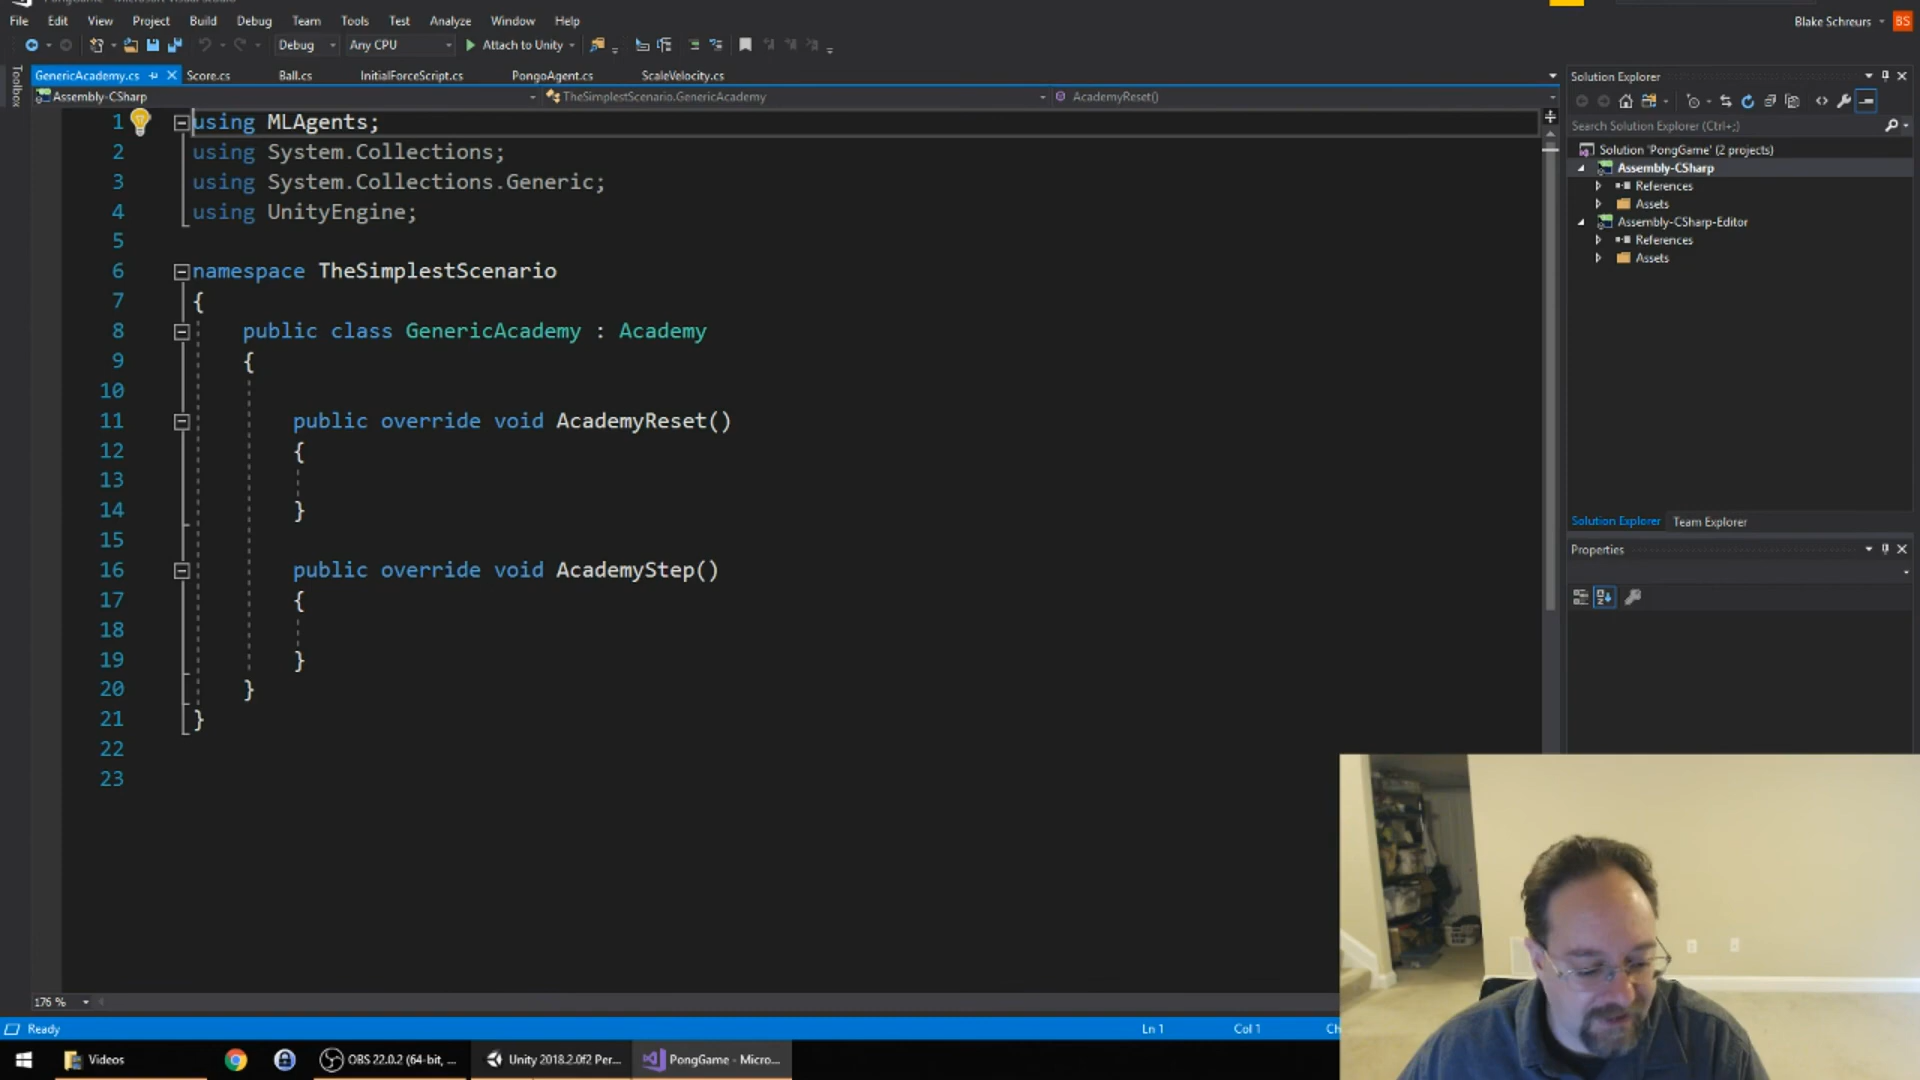 File Edit View Project Build Debug Team Tools Test Analyze Window Help
Blake Schreurs BS
Debug Any CPU Attach to Unity
Toolbox
GenericAcademy.cs Score.cs Ball.cs InitialForceScript.cs PongoAgent.cs ScaleVelocity.cs
Assembly-CSharp TheSimplestScenario.GenericAcademy AcademyReset()
1 using MLAgents;
2 using System.Collections;
3 using System.Collections.Generic;
4 using UnityEngine;
5
6 namespace TheSimplestScenario
7 {
8 public class GenericAcademy : Academy
9 {
10
11 public override void AcademyReset()
12 {
13
14 }
15
16 public override void AcademyStep()
17 {
18
19 }
20 }
21 }
22
23
Solution Explorer
Search Solution Explorer (Ctrl+;)
Solution 'PongGame' (2 projects)
Assembly-CSharp
References
Assets
Assembly-CSharp-Editor
References
Assets
Solution Explorer Team Explorer
Properties
176 %
Ready Ln 1 Col 1 Ch
Videos OBS 22.0.2 (64-bit, ... Unity 2018.2.0f2 Per... PongGame - Micro...